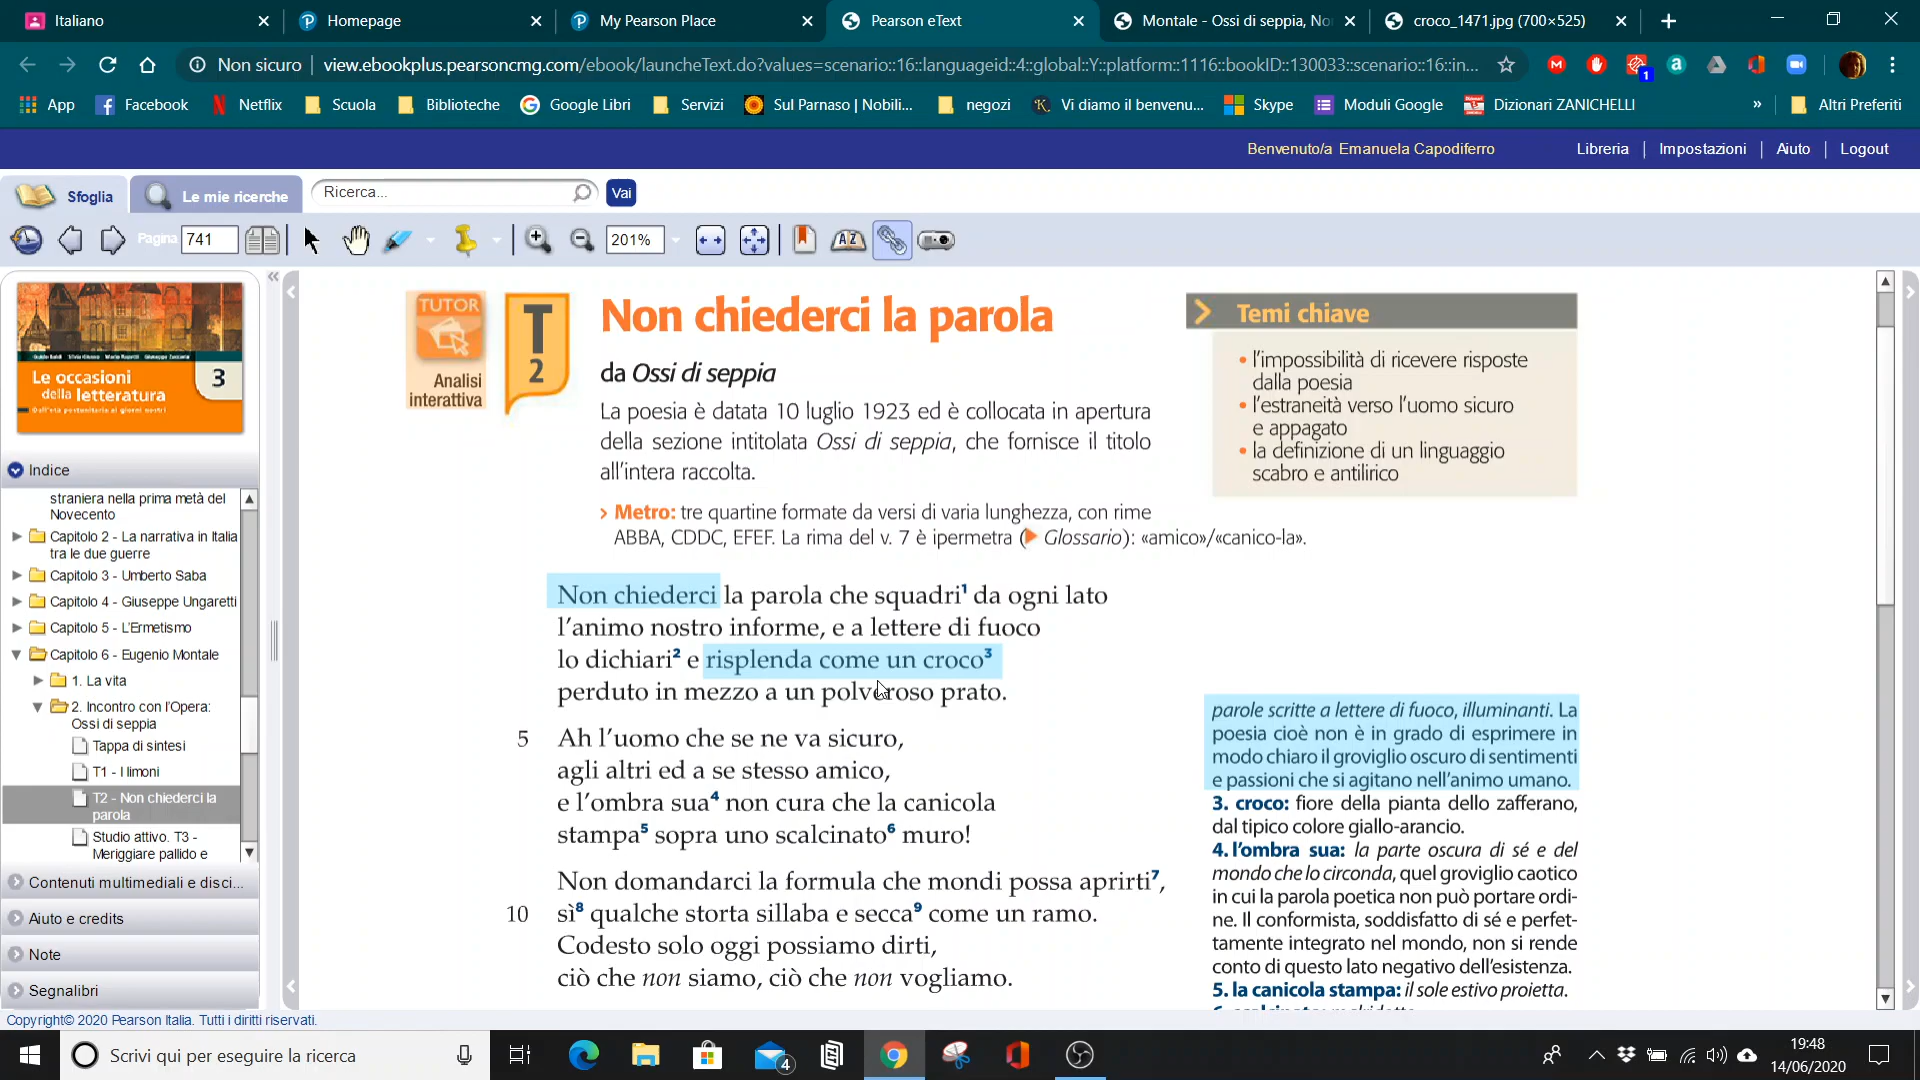 Italiano
Homepage
My Pearson Place
Pearson eText
Montale - Ossi di seppia, No
croco_1471.jpg (700×525)
Non sicuro | view.ebookplus.pearsoncmg.com/ebook/launcheText.do?values=scenario::16::languageid::4::global::Y::platform::1116::bookID::130033::scenario::16::in...
1
App
Facebook
Netflix
Scuola
Biblioteche
Google Libri
Servizi
Sul Parnaso | Nobili...
negozi
Vi diamo il benvenu...
Skype
Moduli Google
Dizionari ZANICHELLI
»
Altri Preferiti
Benvenuto/a Emanuela Capodiferro
Libreria | Impostazioni | Aiuto | Logout
Sfoglia
Le mie ricerche
Ricerca...
Vai
Pagina 741
201%
AZ
Le occasioni
della letteratura
3
Dall'età postunitaria ai giorni nostri
Indice
straniera nella prima metà del
Novecento
Capitolo 2 - La narrativa in Italia
tra le due guerre
Capitolo 3 - Umberto Saba
Capitolo 4 - Giuseppe Ungaretti
Capitolo 5 - L'Ermetismo
Capitolo 6 - Eugenio Montale
1. La vita
2. Incontro con l'Opera:
Ossi di seppia
Tappa di sintesi
T1 - I limoni
T2 - Non chiederci la
parola
Studio attivo. T3 -
Meriggiare pallido e
Contenuti multimediali e disci...
Aiuto e credits
Note
Segnalibri
Copyright© 2020 Pearson Italia. Tutti i diritti riservati.
TUTOR
Analisi
interattiva
T
2
Non chiederci la parola
da Ossi di seppia
La poesia è datata 10 luglio 1923 ed è collocata in apertura
della sezione intitolata Ossi di seppia, che fornisce il titolo
all'intera raccolta.
› Metro: tre quartine formate da versi di varia lunghezza, con rime
ABBA, CDDC, EFEF. La rima del v. 7 è ipermetra (▶ Glossario): «amico»/«canico-la».
Temi chiave
• l'impossibilità di ricevere risposte
dalla poesia
• l'estraneità verso l'uomo sicuro
e appagato
• la definizione di un linguaggio
scabro e antilirico
Non chiederci la parola che squadri¹ da ogni lato
l'animo nostro informe, e a lettere di fuoco
lo dichiari² e risplenda come un croco³
perduto in mezzo a un polveroso prato.
5 Ah l'uomo che se ne va sicuro,
agli altri ed a se stesso amico,
e l'ombra sua⁴ non cura che la canicola
stampa⁵ sopra uno scalcinato⁶ muro!
Non domandarci la formula che mondi possa aprirti⁷,
10 sì⁸ qualche storta sillaba e secca⁹ come un ramo.
Codesto solo oggi possiamo dirti,
ciò che non siamo, ciò che non vogliamo.
parole scritte a lettere di fuoco, illuminanti. La
poesia cioè non è in grado di esprimere in
modo chiaro il groviglio oscuro di sentimenti
e passioni che si agitano nell'animo umano.
3. croco: fiore della pianta dello zafferano,
dal tipico colore giallo-arancio.
4. l'ombra sua: la parte oscura di sé e del
mondo che lo circonda, quel groviglio caotico
in cui la parola poetica non può portare ordi-
ne. Il conformista, soddisfatto di sé e perfet-
tamente integrato nel mondo, non si rende
conto di questo lato negativo dell'esistenza.
5. la canicola stampa: il sole estivo proietta.
Scrivi qui per eseguire la ricerca
4
19:48
14/06/2020